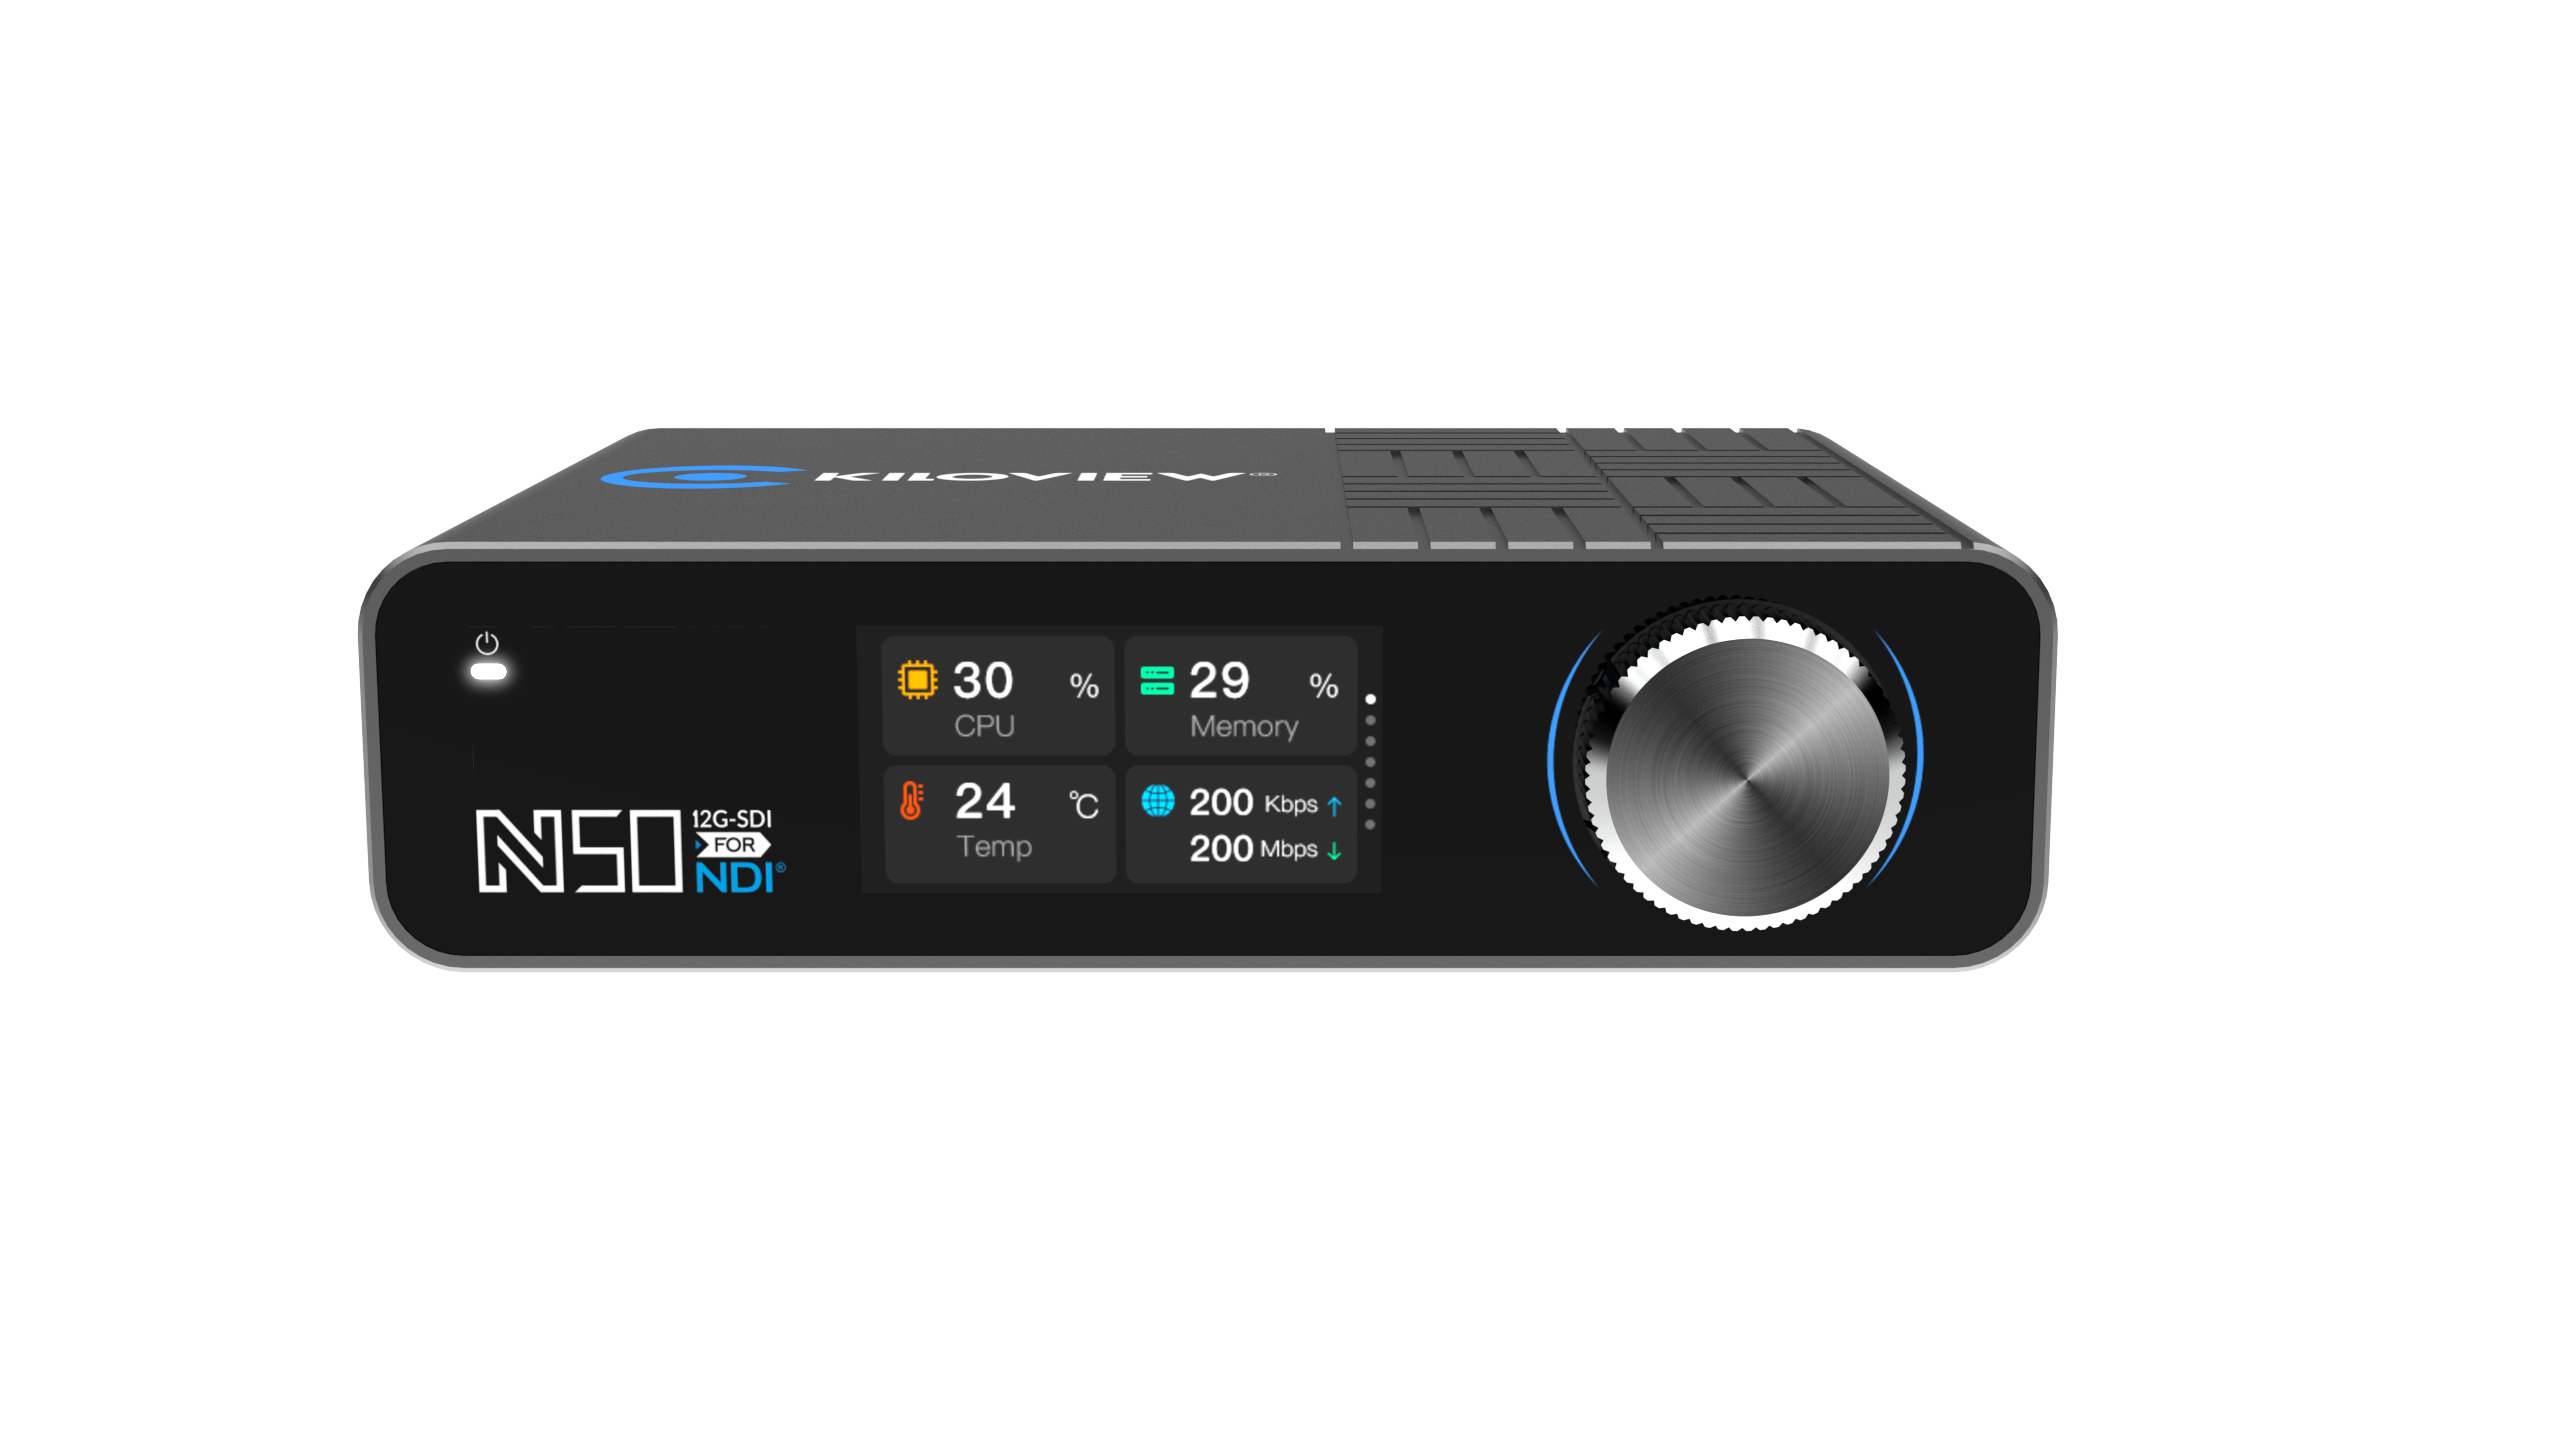 KILOVIEW®
N50
12G-SDI
FOR
NDI®
30 %
CPU
29 %
Memory
24 ℃
Temp
200 Kbps ↑
200 Mbps ↓